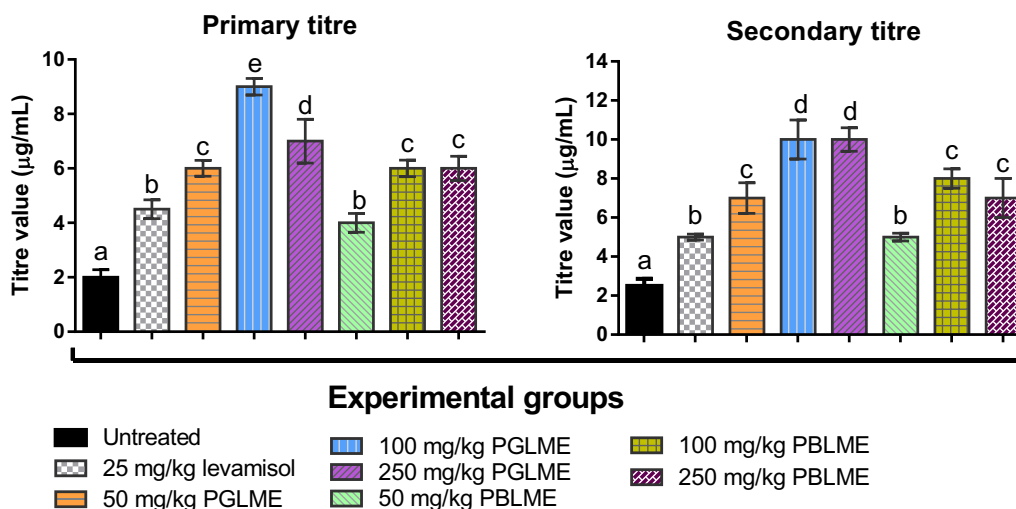 Primary titre
Titre value (μg/mL)
10
8
6
4
2
0
a
b
c
e
d
b
c
c
Secondary titre
Titre value (μg/mL)
14
12
10
8
6
4
2
0
a
b
c
d
d
b
c
c
Experimental groups
Untreated
25 mg/kg levamisol
50 mg/kg PGLME
100 mg/kg PGLME
250 mg/kg PGLME
50 mg/kg PBLME
100 mg/kg PBLME
250 mg/kg PBLME